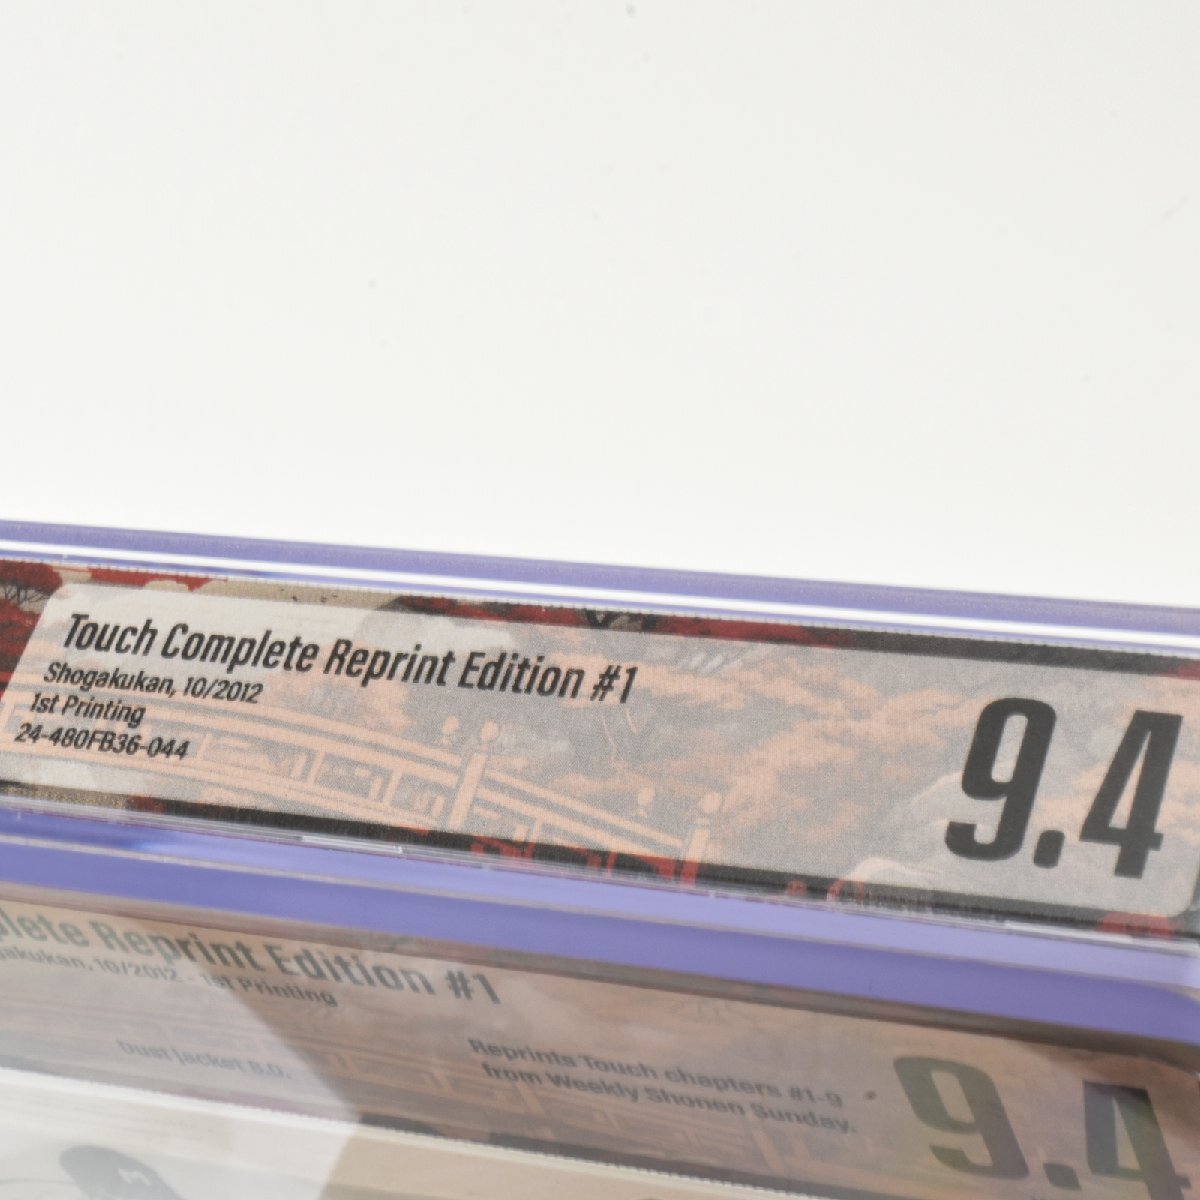 Touch Complete Reprint Edition #1
Shogakukan, 10/2012
1st Printing
24-480FB36-044
9.4
plete Reprint Edition #1
gakukan, 10/2012 - 1st Printing
Dust jacket 8.0.
Reprints Touch chapters #1-9
from Weekly Shonen Sunday.
9.4